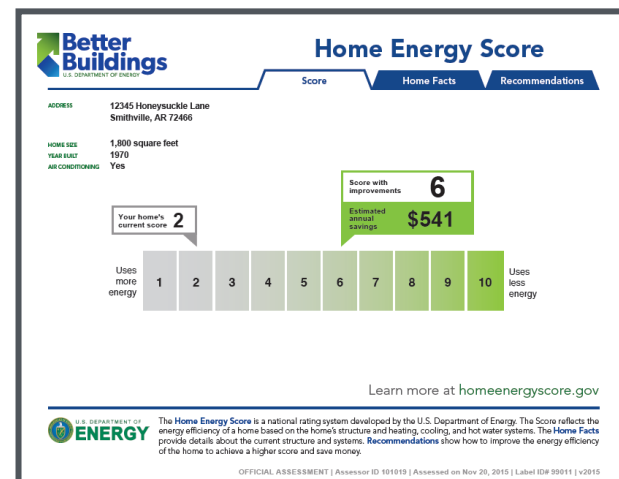 Better
Buildings
U.S. DEPARTMENT OF ENERGY
Home Energy Score
Score
Home Facts
Recommendations
ADDRESS 12345 Honeysuckle Lane
Smithville, AR 72466
HOME SIZE 1,800 square feet
YEAR BUILT 1970
AIR CONDITIONING Yes
Score with
improvements 6
Estimated
annual
savings $541
Your home's
current score 2
Uses
more
energy
1 2 3 4 5 6 7 8 9 10
Uses
less
energy
Learn more at homeenergyscore.gov
U.S. DEPARTMENT OF
ENERGY
The Home Energy Score is a national rating system developed by the U.S. Department of Energy. The Score reflects the
energy efficiency of a home based on the home's structure and heating, cooling, and hot water systems. The Home Facts
provide details about the current structure and systems. Recommendations show how to improve the energy efficiency
of the home to achieve a higher score and save money.
OFFICIAL ASSESSMENT | Assessor ID 101019 | Assessed on Nov 20, 2015 | Label ID# 99011 | v2015